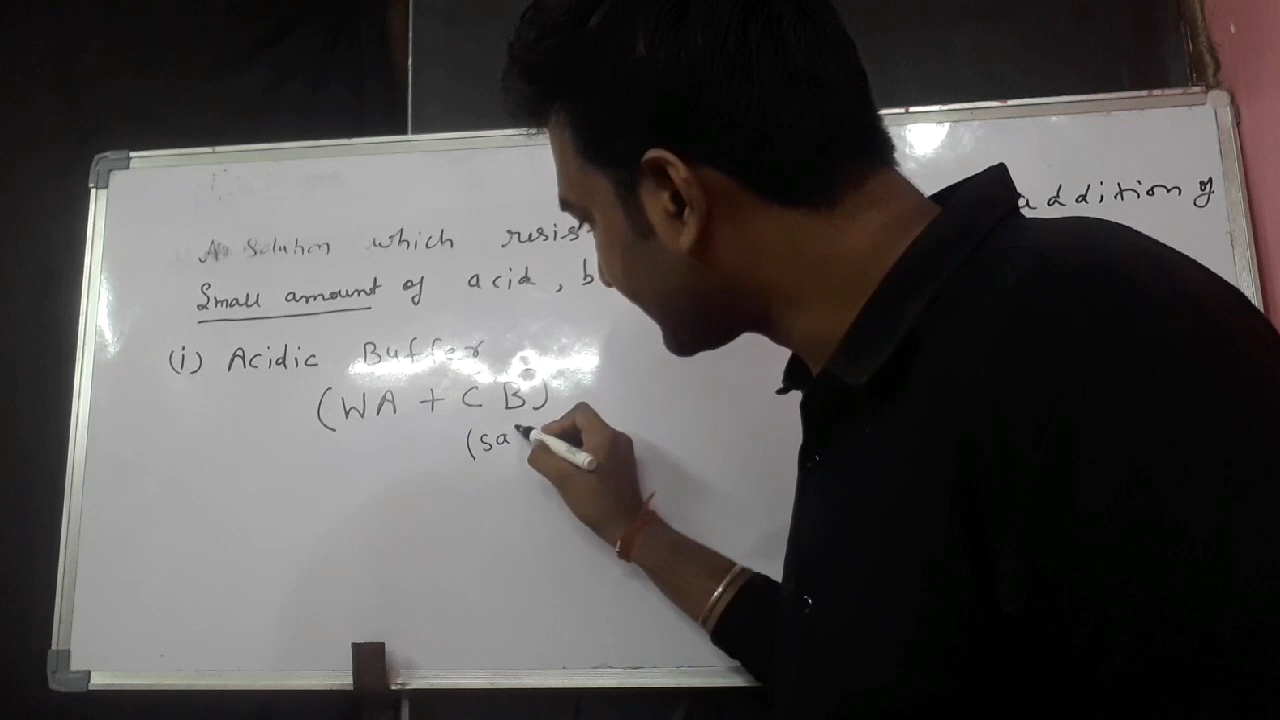 A Solution which resis addition of
Small amount of acid, b
(i) Acidic Buffer
(WA + CB)
(sa